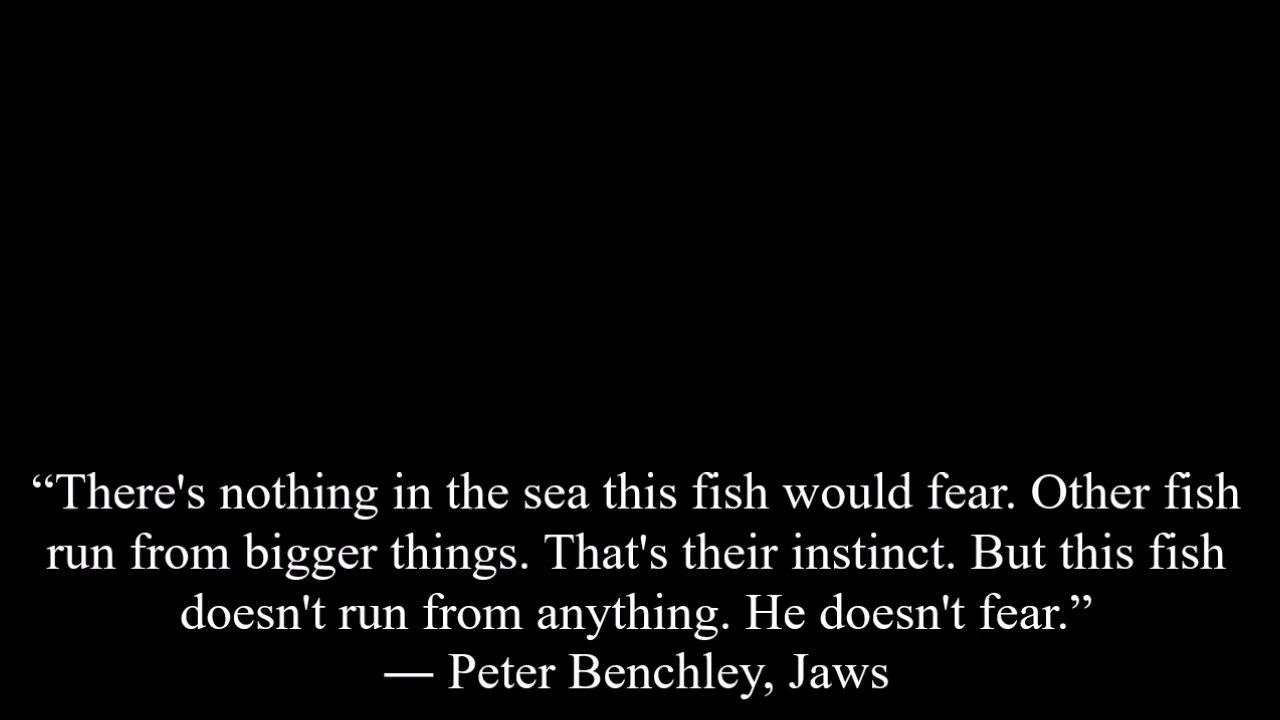 “There's nothing in the sea this fish would fear. Other fish
run from bigger things. That's their instinct. But this fish
doesn't run from anything. He doesn't fear.”
― Peter Benchley, Jaws